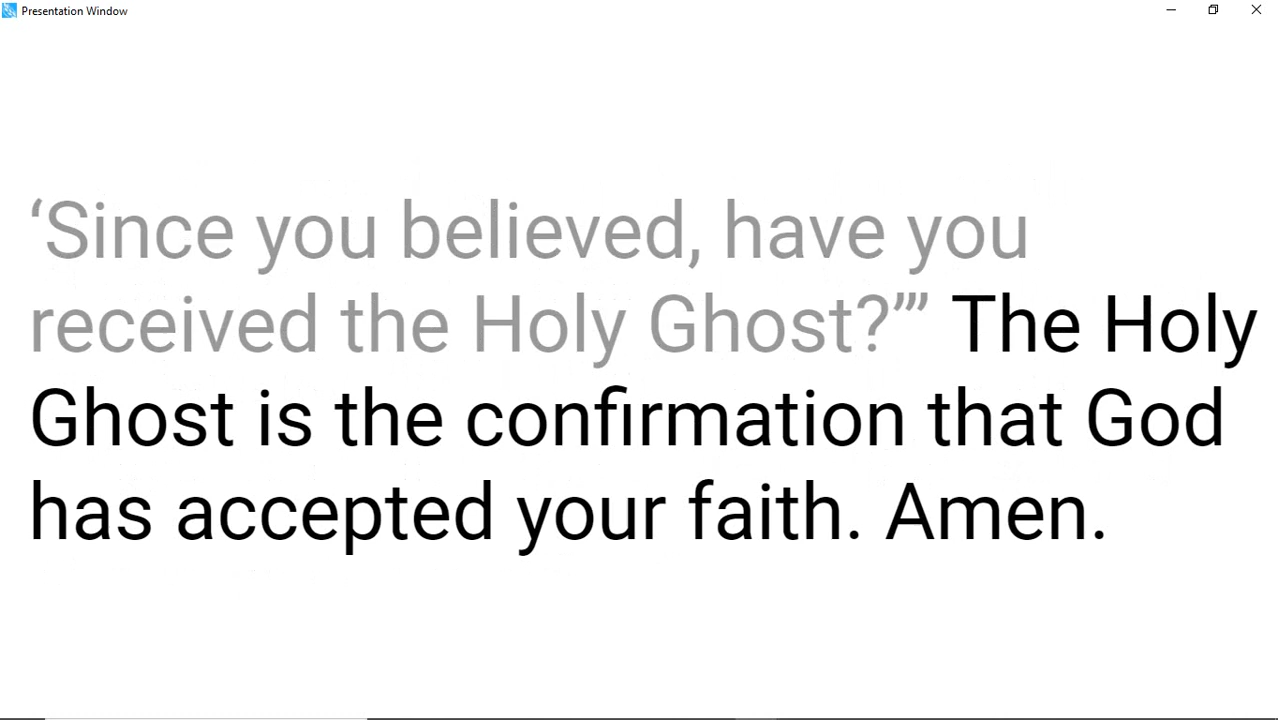 Presentation Window
‘Since you believed, have you
received the Holy Ghost?’” The Holy
Ghost is the confirmation that God
has accepted your faith. Amen.